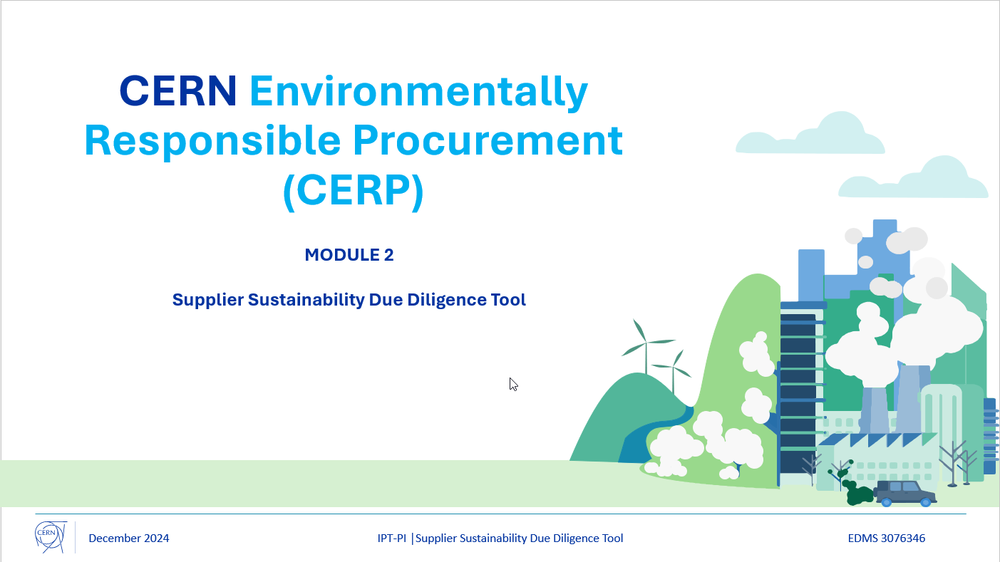 CERN Environmentally
Responsible Procurement
(CERP)
MODULE 2
Supplier Sustainability Due Diligence Tool
CERN
December 2024
IPT-PI |Supplier Sustainability Due Diligence Tool
EDMS 3076346